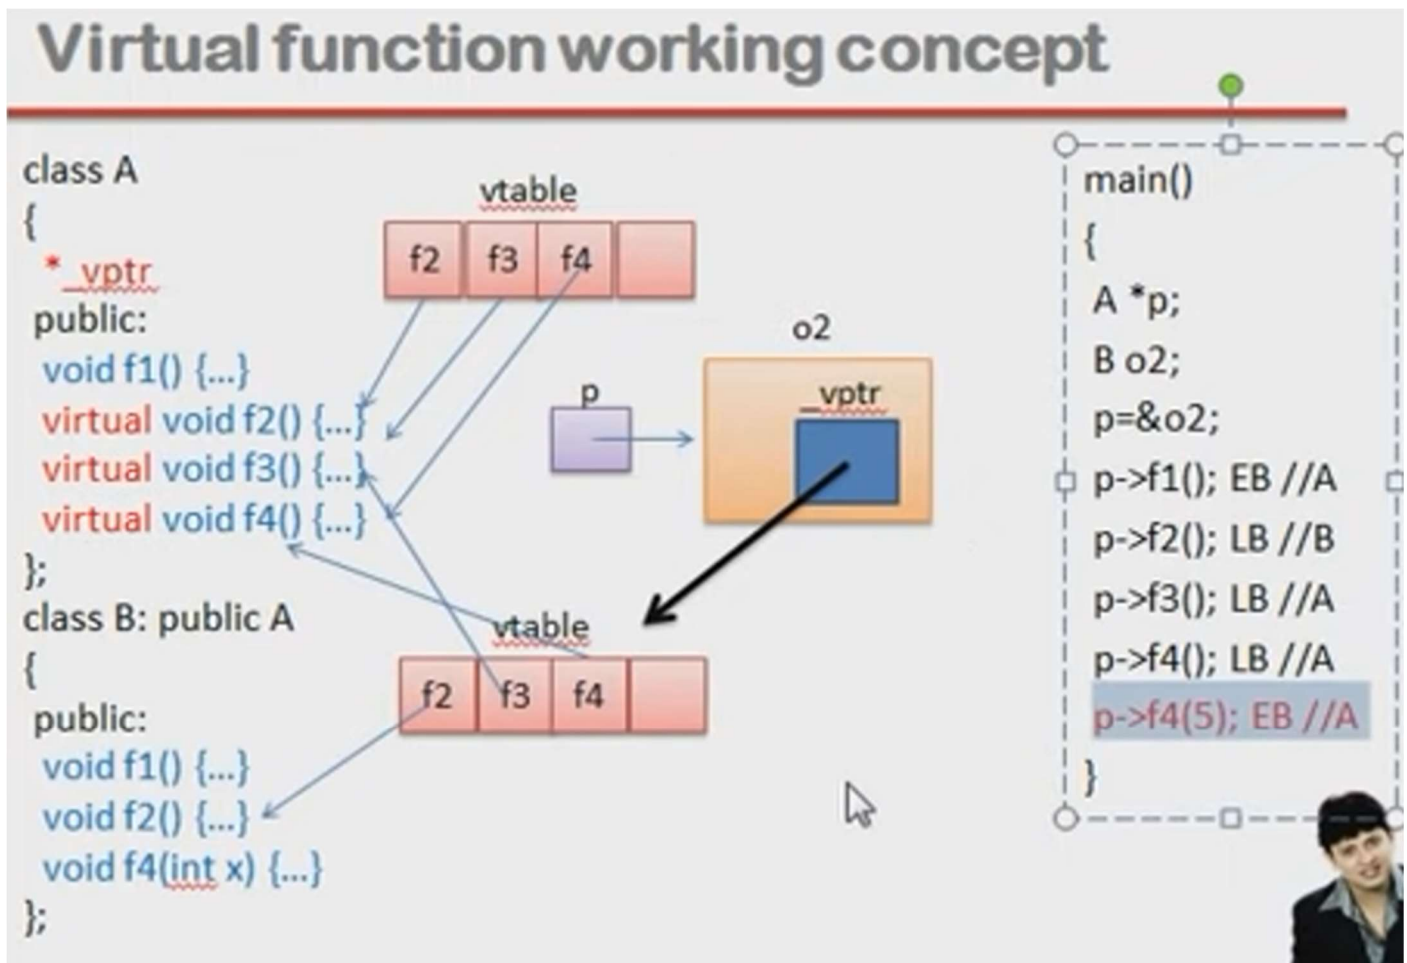 Virtual function working concept
class A
{
*_vptr
public:
void f1() {...}
virtual void f2() {...}
virtual void f3() {...}
virtual void f4() {...}
};
class B: public A
{
public:
void f1() {...}
void f2() {...}
void f4(int x) {...}
};
vtable
f2 f3 f4
p
o2
_vptr
vtable
f2 f3 f4
main()
{
A *p;
B o2;
p=&o2;
p->f1(); EB //A
p->f2(); LB //B
p->f3(); LB //A
p->f4(); LB //A
p->f4(5); EB //A
}